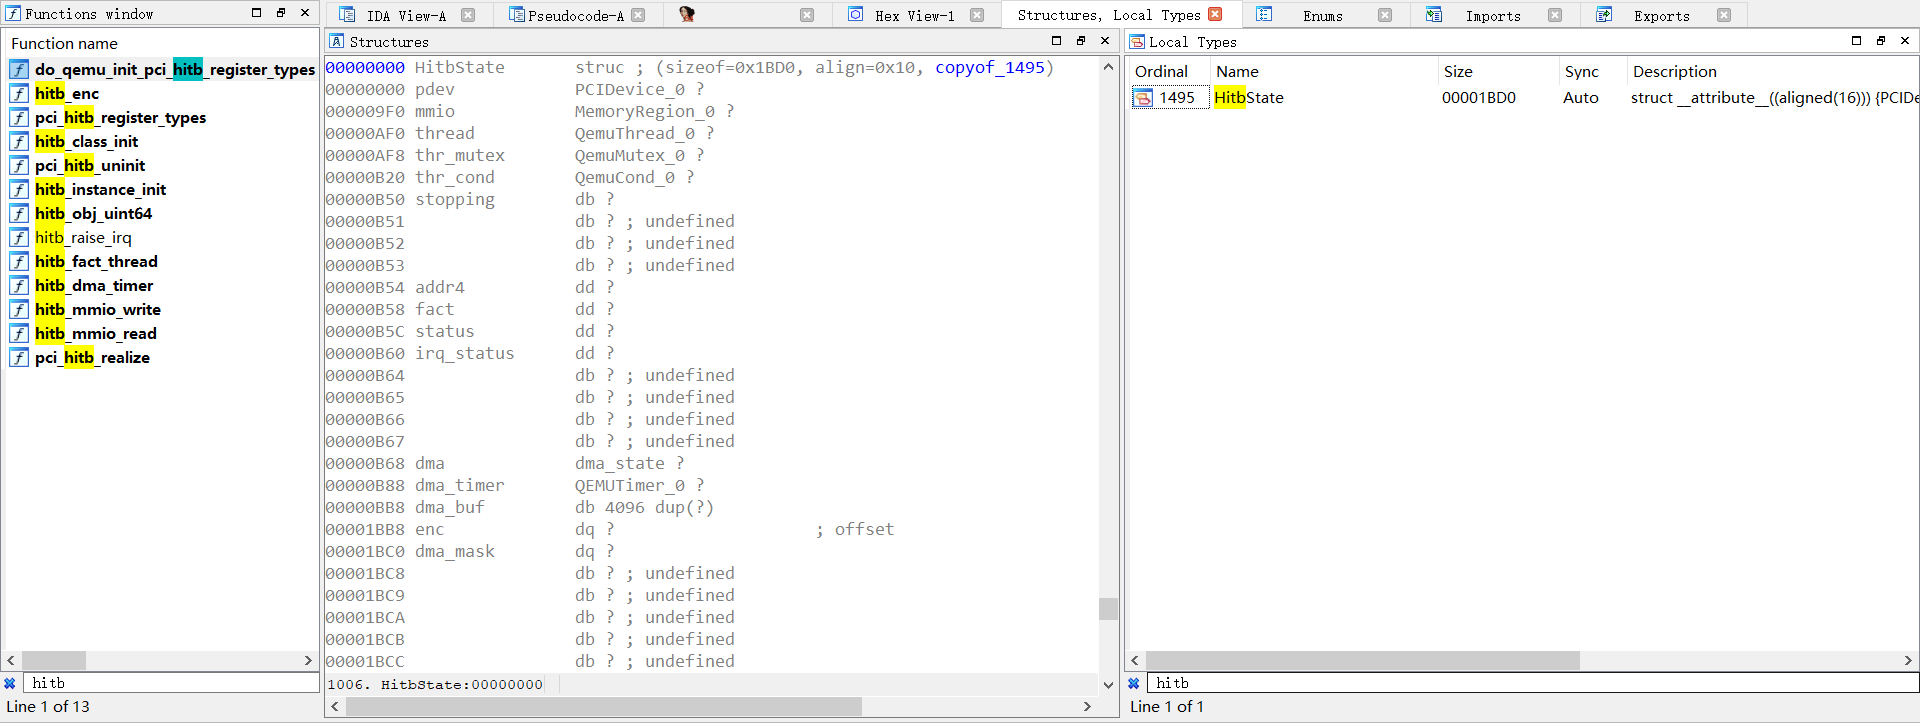 Functions window
IDA View-A
Pseudocode-A
Hex View-1
Structures, Local Types
Enums
Imports
Exports
Function name
do_qemu_init_pci_hitb_register_types
hitb_enc
pci_hitb_register_types
hitb_class_init
pci_hitb_uninit
hitb_instance_init
hitb_obj_uint64
hitb_raise_irq
hitb_fact_thread
hitb_dma_timer
hitb_mmio_write
hitb_mmio_read
pci_hitb_realize
hitb
Line 1 of 13
Structures
00000000 HitbState struc ; (sizeof=0x1BD0, align=0x10, copyof_1495)
00000000 pdev PCIDevice_0 ?
000009F0 mmio MemoryRegion_0 ?
00000AF0 thread QemuThread_0 ?
00000AF8 thr_mutex QemuMutex_0 ?
00000B20 thr_cond QemuCond_0 ?
00000B50 stopping db ?
00000B51 db ? ; undefined
00000B52 db ? ; undefined
00000B53 db ? ; undefined
00000B54 addr4 dd ?
00000B58 fact dd ?
00000B5C status dd ?
00000B60 irq_status dd ?
00000B64 db ? ; undefined
00000B65 db ? ; undefined
00000B66 db ? ; undefined
00000B67 db ? ; undefined
00000B68 dma dma_state ?
00000B88 dma_timer QEMUTimer_0 ?
00000BB8 dma_buf db 4096 dup(?)
00001BB8 enc dq ? ; offset
00001BC0 dma_mask dq ?
00001BC8 db ? ; undefined
00001BC9 db ? ; undefined
00001BCA db ? ; undefined
00001BCB db ? ; undefined
00001BCC db ? ; undefined
1006. HitbState:00000000
Local Types
Ordinal Name Size Sync Description
1495 HitbState 00001BD0 Auto struct __attribute__((aligned(16))) {PCIDe
hitb
Line 1 of 1